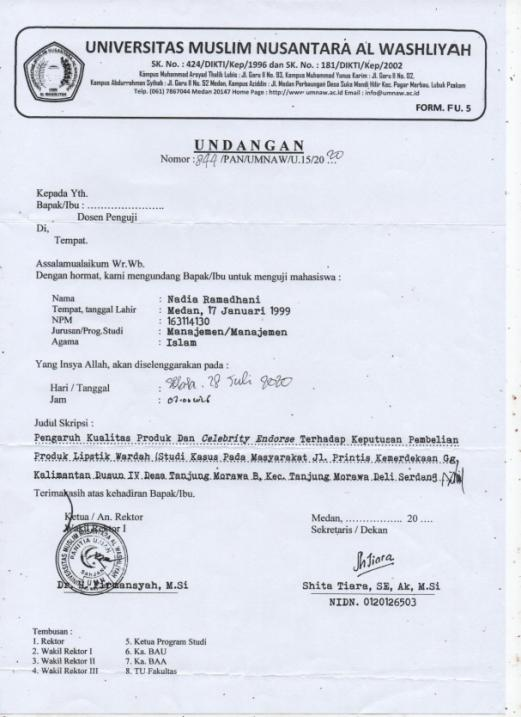 UNIVERSITAS MUSLIM NUSANTARA AL WASHLIYAH
SK. No. : 424/DIKTI/Kep/1996 dan SK. No. : 181/DIKTI/Kep/2002
Kampus Muhammad Arsyad Thalib Lubis : Jl. Garu II No. 93, Kampus Muhammad Yunus Karim : Jl. Garu II No. 02,
Kampus Abdurrahman Syihab : Jl. Garu II No. 52 Medan, Kampus Aziddin : Jl. Medan Perbaungan Desa Suka Mandi Hilir Kec. Pagar Merbau, Lubuk Pakam
Telp. (061) 7867044 Medan 20147 Home Page : http://www.umnaw.ac.id Email : info@umnaw.ac.id
FORM. F U. 5
UNDANGAN
Nomor : 844 /PAN/UMNAW/U.15/20 20
Kepada Yth.
Bapak/Ibu : ........................
Dosen Penguji
Di,
Tempat.
Assalamualaikum Wr.Wb.
Dengan hormat, kami mengundang Bapak/Ibu untuk menguji mahasiswa :
Nama : Nadia Ramadhani
Tempat, tanggal Lahir : Medan, 17 Januari 1999
NPM : 163114130
Jurusan/Prog.Studi : Manajemen/Manajemen
Agama : Islam
Yang Insya Allah, akan diselenggarakan pada :
Hari / Tanggal : Selasa, 28 Juli 2020
Jam :
Judul Skripsi :
Pengaruh Kualitas Produk Dan Celebrity Endorse Terhadap Keputusan Pembelian
Produk Lipstik Wardah (Studi Kasus Pada Masyarakat Jl. Printis Kemerdekaan Gg,
Kalimantan Dusun IV Desa Tanjung Morawa B, Kec. Tanjung Morawa Deli Serdang
Terimakasih atas kehadiran Bapak/Ibu.
Ketua / An. Rektor
Wakil Rektor I
Medan, ................ 20 ....
Sekretaris / Dekan
Dr. H. Firmansyah, M.Si
Shita Tiara, SE, Ak, M.Si
NIDN. 0120126503
Tembusan :
1. Rektor
2. Wakil Rektor I
3. Wakil Rektor II
4. Wakil Rektor III
5. Ketua Program Studi
6. Ka. BAU
7. Ka. BAA
8. TU Fakultas